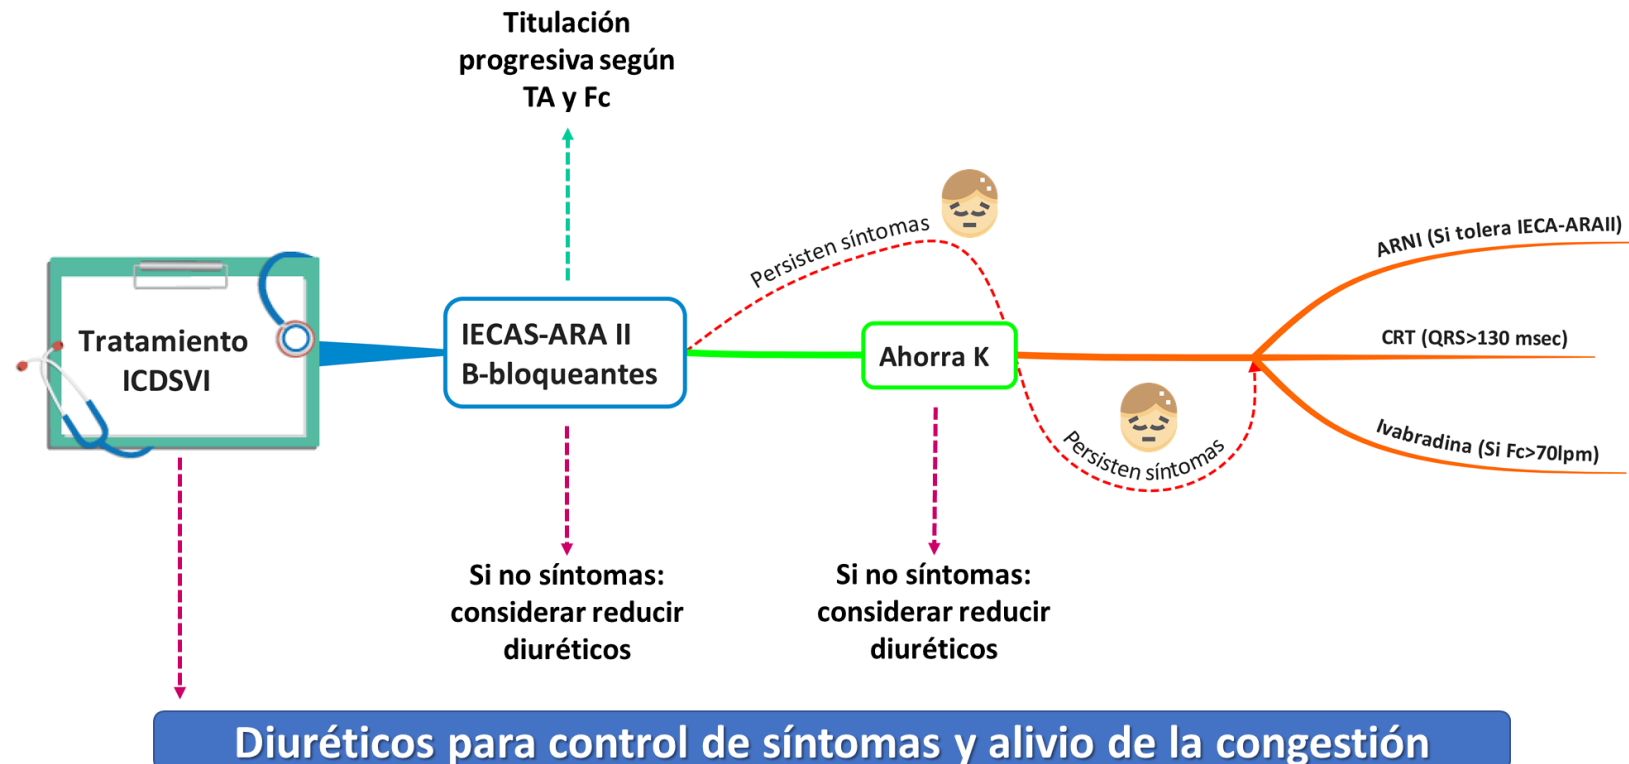 Titulación
progresiva según
TA y Fc
Tratamiento
ICDSVI
IECAS-ARA II
B-bloqueantes
Persisten síntomas
Ahorra K
Persisten síntomas
ARNI (Si tolera IECA-ARAII)
CRT (QRS>130 msec)
Ivabradina (Si Fc>70lpm)
Si no síntomas:
considerar reducir
diuréticos
Si no síntomas:
considerar reducir
diuréticos
Diuréticos para control de síntomas y alivio de la congestión